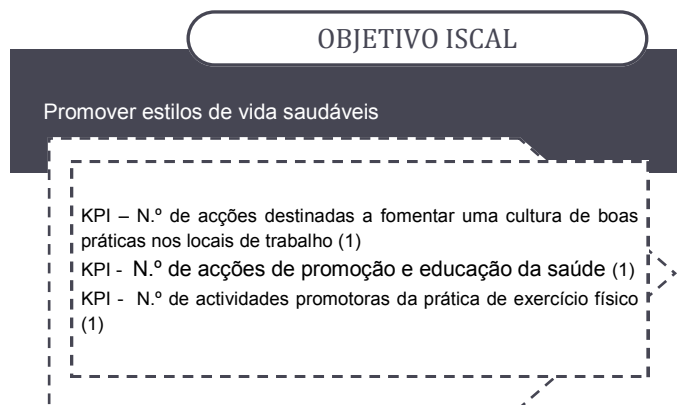 OBJETIVO ISCAL
Promover estilos de vida saudáveis
KPI – N.º de acções destinadas a fomentar uma cultura de boas
práticas nos locais de trabalho (1)
KPI - N.º de acções de promoção e educação da saúde (1)
KPI - N.º de actividades promotoras da prática de exercício físico
(1)